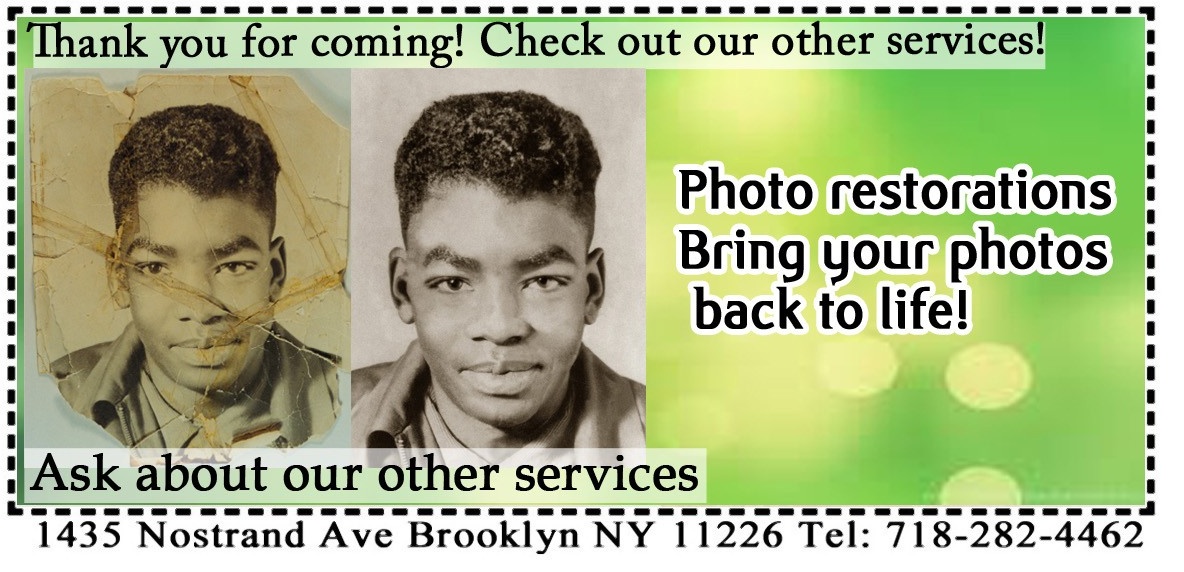 Thank you for coming! Check out our other services!
Photo restorations
Bring your photos
back to life!
Ask about our other services
1435 Nostrand Ave Brooklyn NY 11226 Tel: 718-282-4462